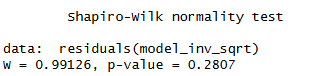 Shapiro-Wilk normality test
data:  residuals(model_inv_sqrt)
W = 0.99126, p-value = 0.2807